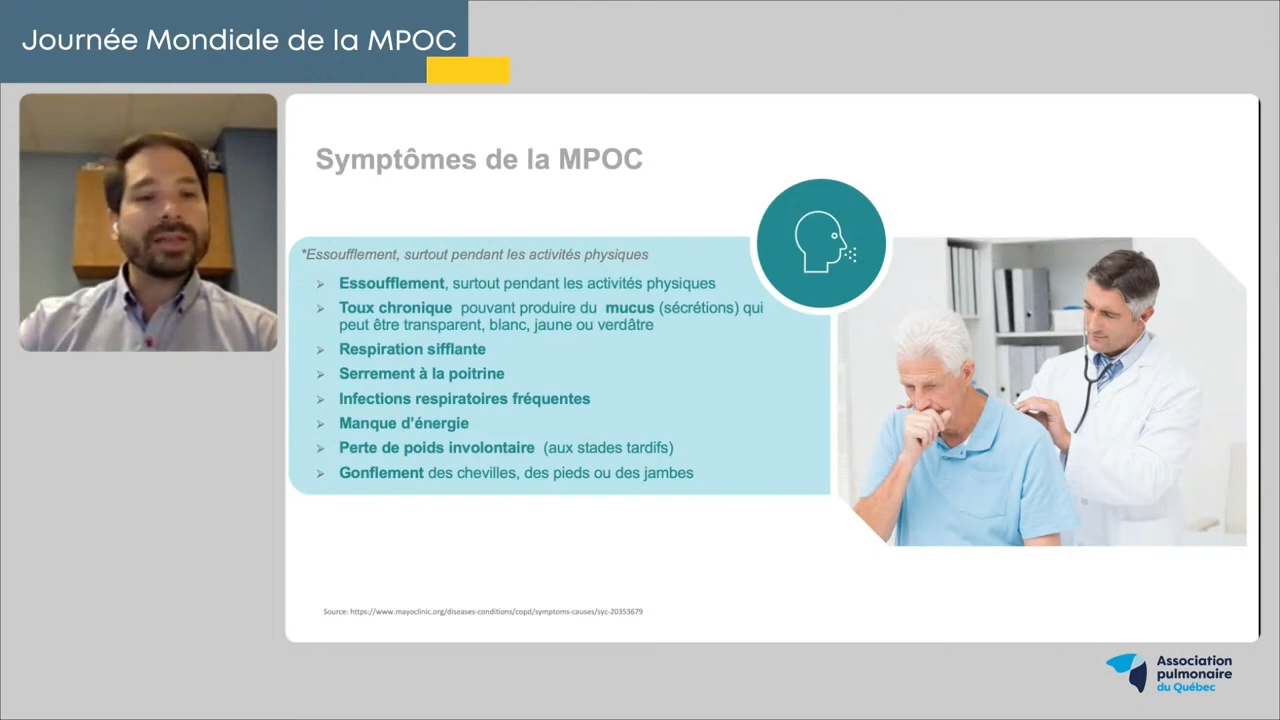 Journée Mondiale de la MPOC
Symptômes de la MPOC
*Essoufflement, surtout pendant les activités physiques
➢ Essoufflement, surtout pendant les activités physiques
➢ Toux chronique pouvant produire du mucus (sécrétions) qui
peut être transparent, blanc, jaune ou verdâtre
➢ Respiration sifflante
➢ Serrement à la poitrine
➢ Infections respiratoires fréquentes
➢ Manque d'énergie
➢ Perte de poids involontaire (aux stades tardifs)
➢ Gonflement des chevilles, des pieds ou des jambes
Source: https://www.mayoclinic.org/diseases-conditions/copd/symptoms-causes/syc-20353679
Association
pulmonaire
du Québec